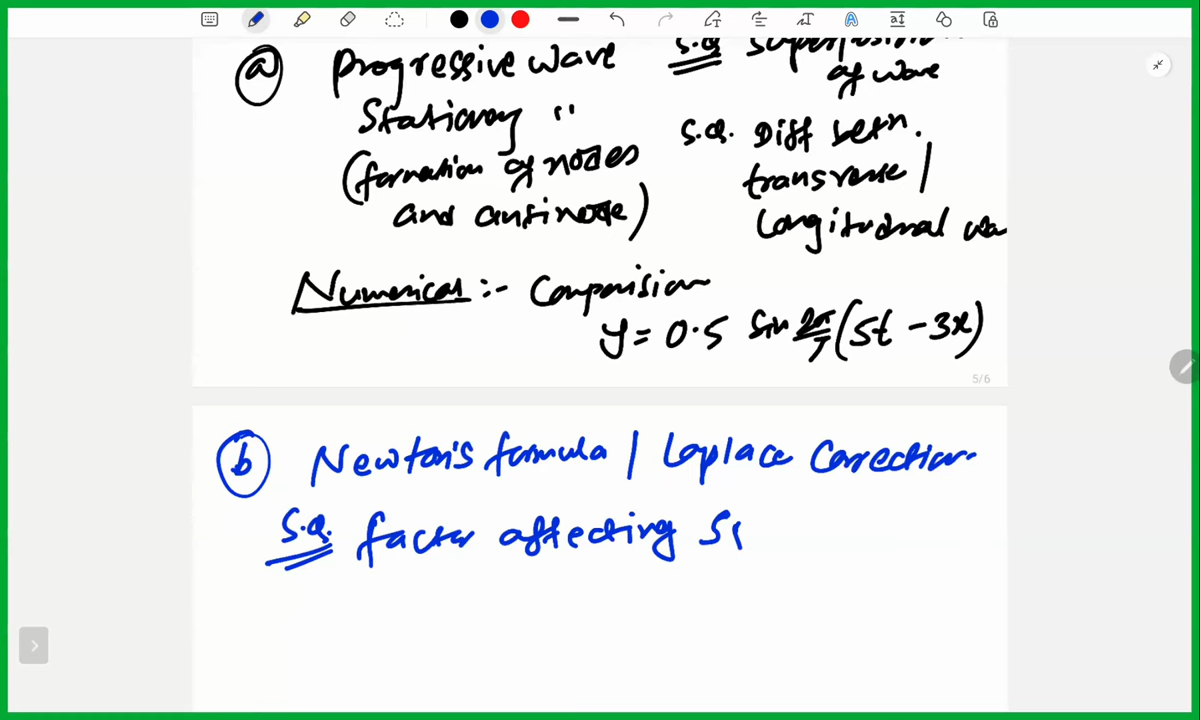 (a) Progressive wave
Stationary "
(formation of nodes
and antinode)
S.Q. Superposition
of wave
S.Q. Diff betn.
transverse /
Longitudinal
Numerical :- Comparision
y = 0.5 sin 2π/T (5t - 3x)
5/6
(b) Newton's formula / Laplace Correction
S.Q. factor affecting